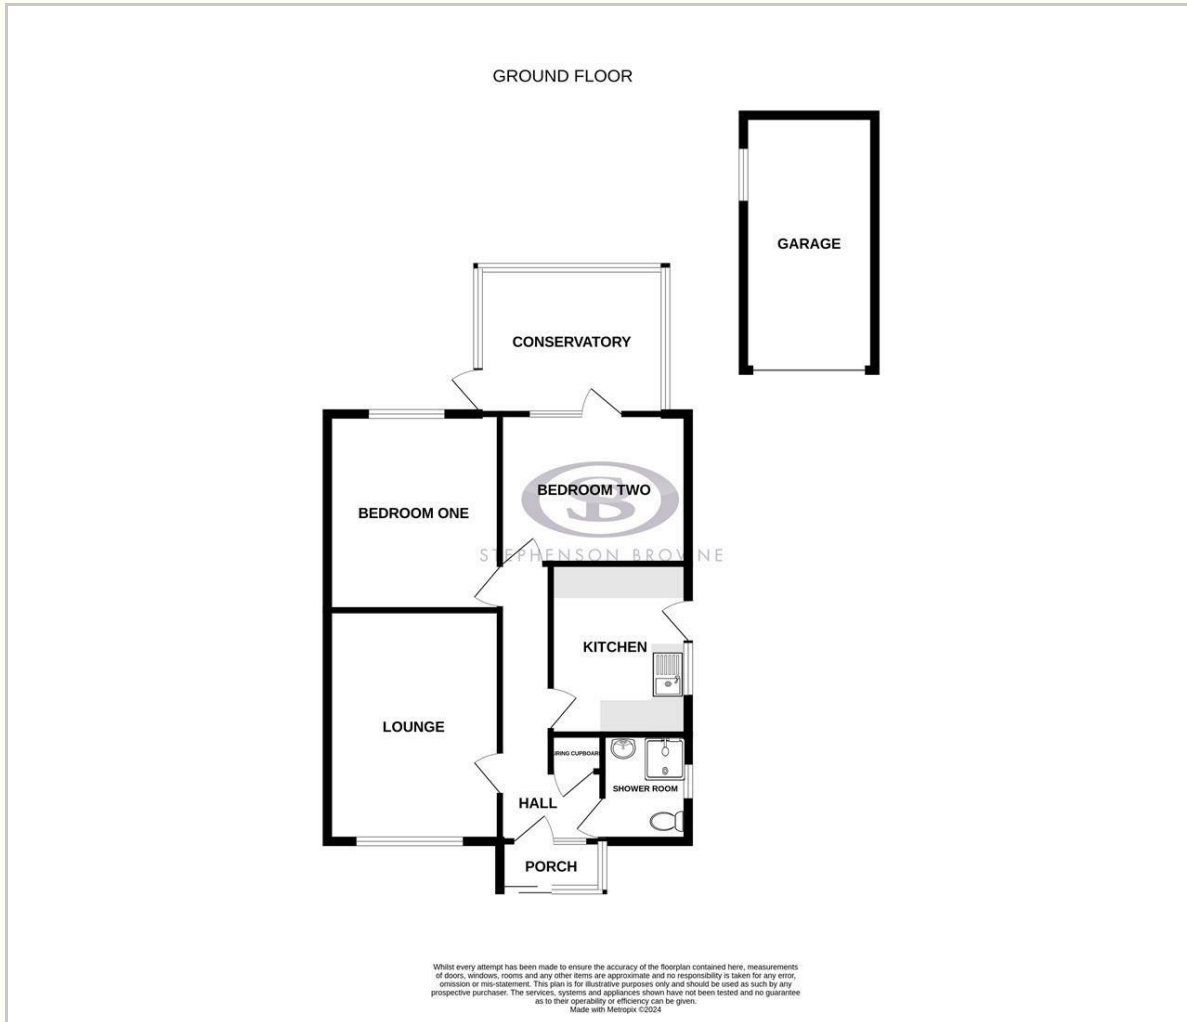 GROUND FLOOR
GARAGE
CONSERVATORY
BEDROOM TWO
BEDROOM ONE
SB
STEPHENSON BROWNE
KITCHEN
LOUNGE
CUPBOAR
SHOWER ROOM
HALL
PORCH
Whilst every attempt has been made to ensure the accuracy of the floorplan contained here, measurements
of doors, windows, rooms and any other items are approximate and no responsibility is taken for any error,
omission or mis-statement. This plan is for illustrative purposes only and should be used as such by any
prospective purchaser. The services, systems and appliances shown have not been tested and no guarantee
as to their operability or efficiency can be given.
Made with Metropix ©2024